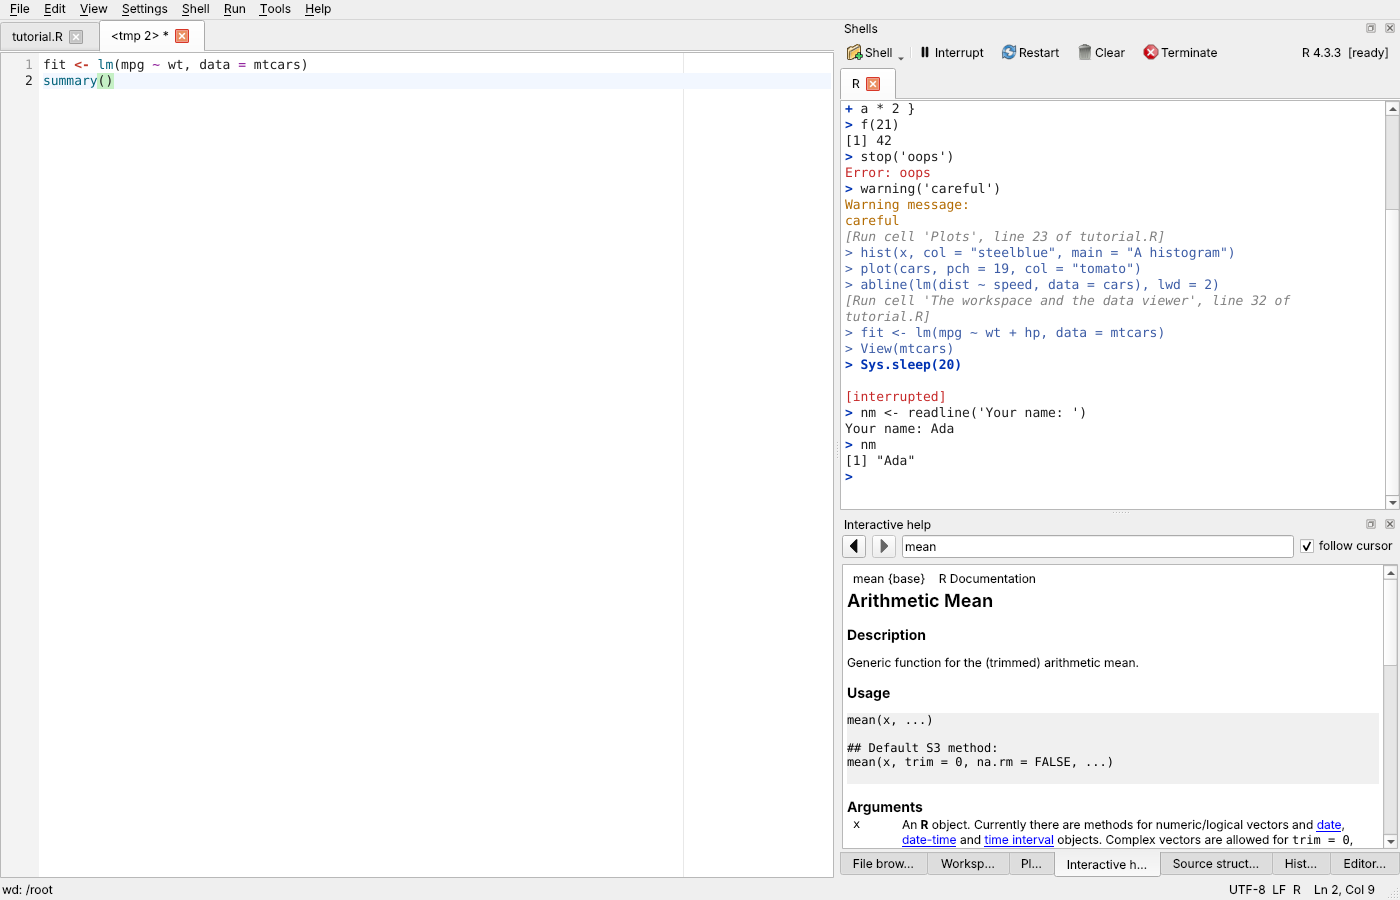 File Edit View Settings Shell Run Tools Help
tutorial.R
<tmp 2> *
1 fit <- lm(mpg ~ wt, data = mtcars)
2 summary()
Shells
Shell Interrupt Restart Clear Terminate R 4.3.3 [ready]
R
+ a * 2 }
> f(21)
[1] 42
> stop('oops')
Error: oops
> warning('careful')
Warning message:
careful
[Run cell 'Plots', line 23 of tutorial.R]
> hist(x, col = "steelblue", main = "A histogram")
> plot(cars, pch = 19, col = "tomato")
> abline(lm(dist ~ speed, data = cars), lwd = 2)
[Run cell 'The workspace and the data viewer', line 32 of
tutorial.R]
> fit <- lm(mpg ~ wt + hp, data = mtcars)
> View(mtcars)
> Sys.sleep(20)
[interrupted]
> nm <- readline('Your name: ')
Your name: Ada
> nm
[1] "Ada"
>
Interactive help
mean
follow cursor
mean {base} R Documentation
Arithmetic Mean
Description
Generic function for the (trimmed) arithmetic mean.
Usage
mean(x, ...)
## Default S3 method:
mean(x, trim = 0, na.rm = FALSE, ...)
Arguments
x An R object. Currently there are methods for numeric/logical vectors and date,
date-time and time interval objects. Complex vectors are allowed for trim = 0,
File brow... Worksp... Pl... Interactive h... Source struct... Hist... Editor...
wd: /root
UTF-8 LF R Ln 2, Col 9